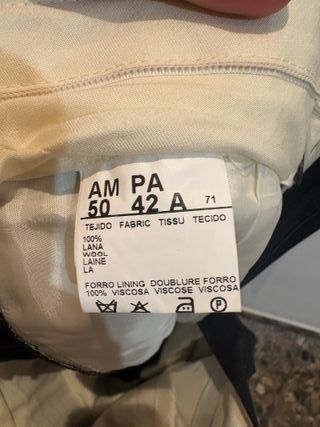 AM PA
50 42 A 71
TEJIDO FABRIC TISSU TECIDO
100%
LANA
WOOL
LAINE
LA
FORRO LINING DOUBLURE FORRO
100% VISCOSA VISCOSE VISCOSA
P